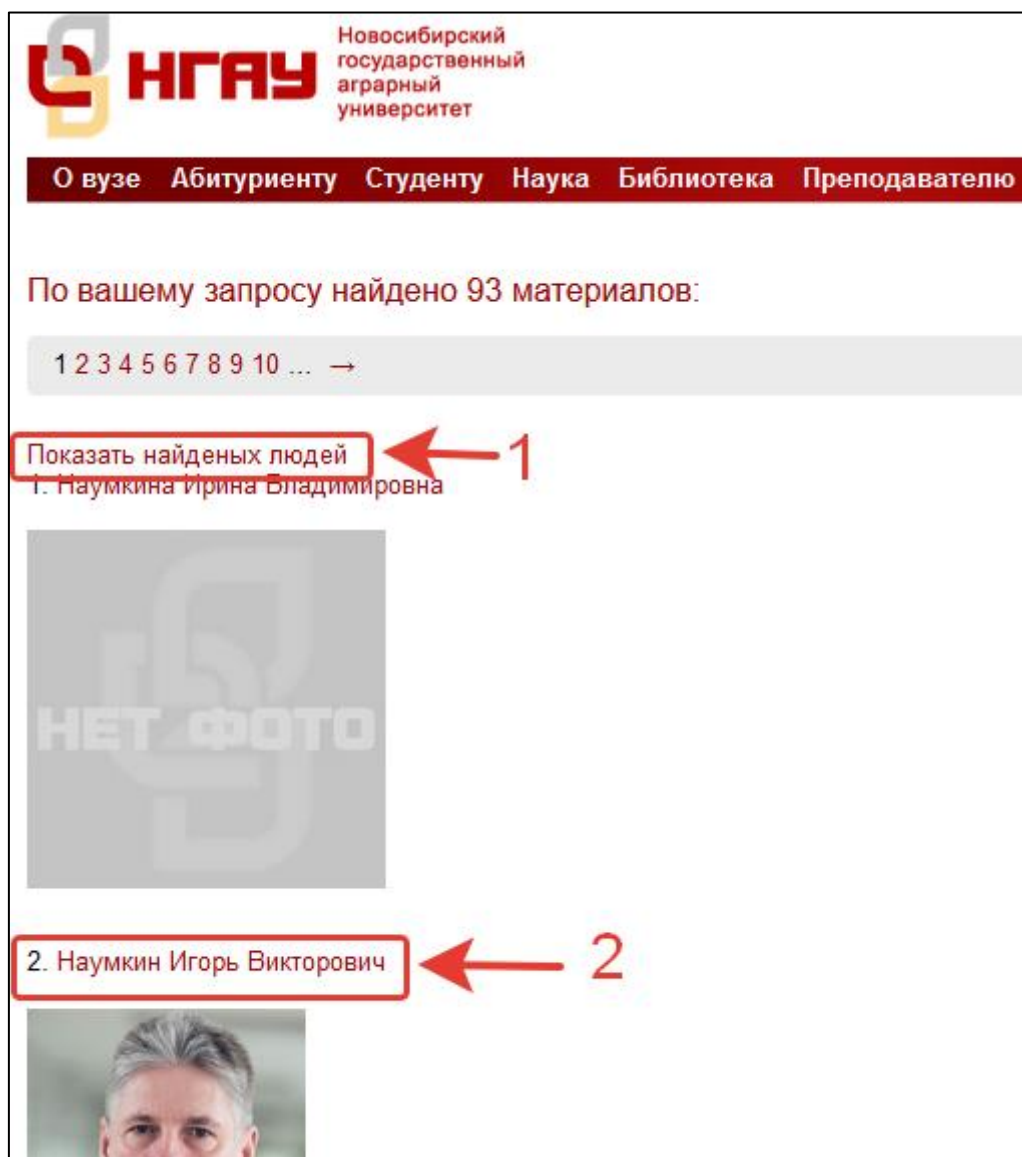 НГАУ
Новосибирский
государственный
аграрный
университет
О вузе Абитуриенту Студенту Наука Библиотека Преподавателю
По вашему запросу найдено 93 материалов:
1 2 3 4 5 6 7 8 9 10 ... →
Показать найденых людей
1
1. Наумкина Ирина Владимировна
НЕТ ФОТО
2. Наумкин Игорь Викторович
2